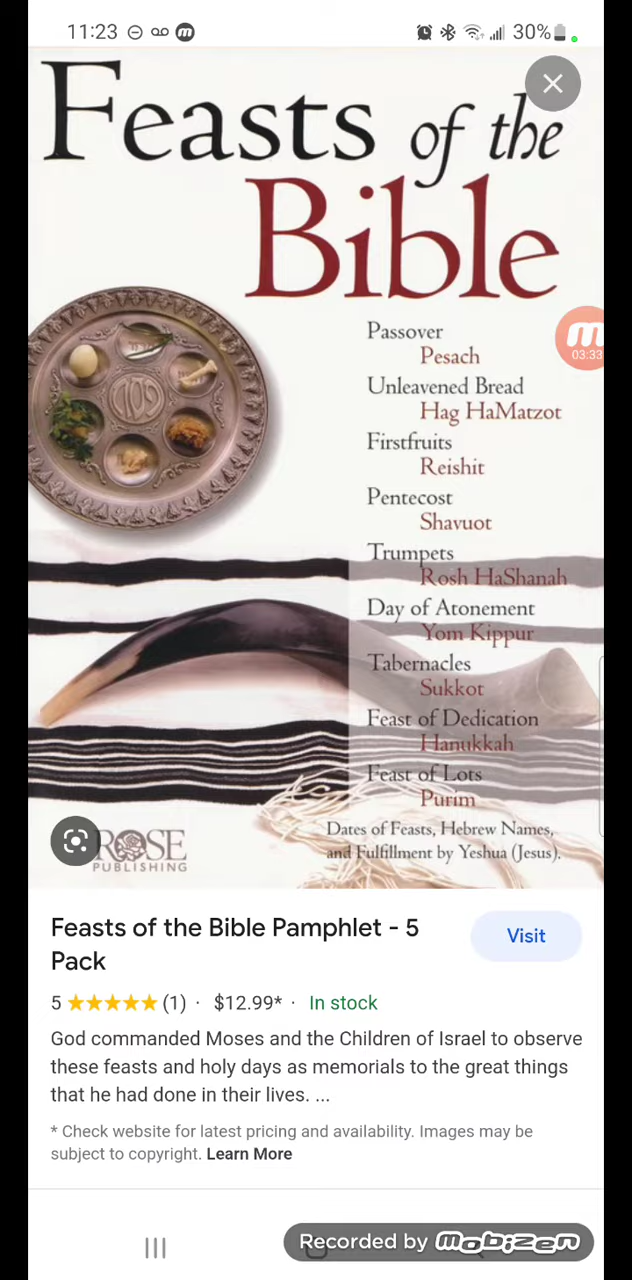 11:23
30%
Feasts of the
Bible
03:33
Passover
Pesach
Unleavened Bread
Hag HaMatzot
Firstfruits
Reishit
Pentecost
Shavuot
Trumpets
Rosh HaShanah
Day of Atonement
Yom Kippur
Tabernacles
Sukkot
Feast of Dedication
Hanukkah
Feast of Lots
Purim
Dates of Feasts, Hebrew Names,
and Fulfillment by Yeshua (Jesus).
ROSE
PUBLISHING
Feasts of the Bible Pamphlet - 5
Pack
Visit
5 ★★★★★ (1) · $12.99* · In stock
God commanded Moses and the Children of Israel to observe
these feasts and holy days as memorials to the great things
that he had done in their lives. ...
* Check website for latest pricing and availability. Images may be
subject to copyright. Learn More
Recorded by mobizen